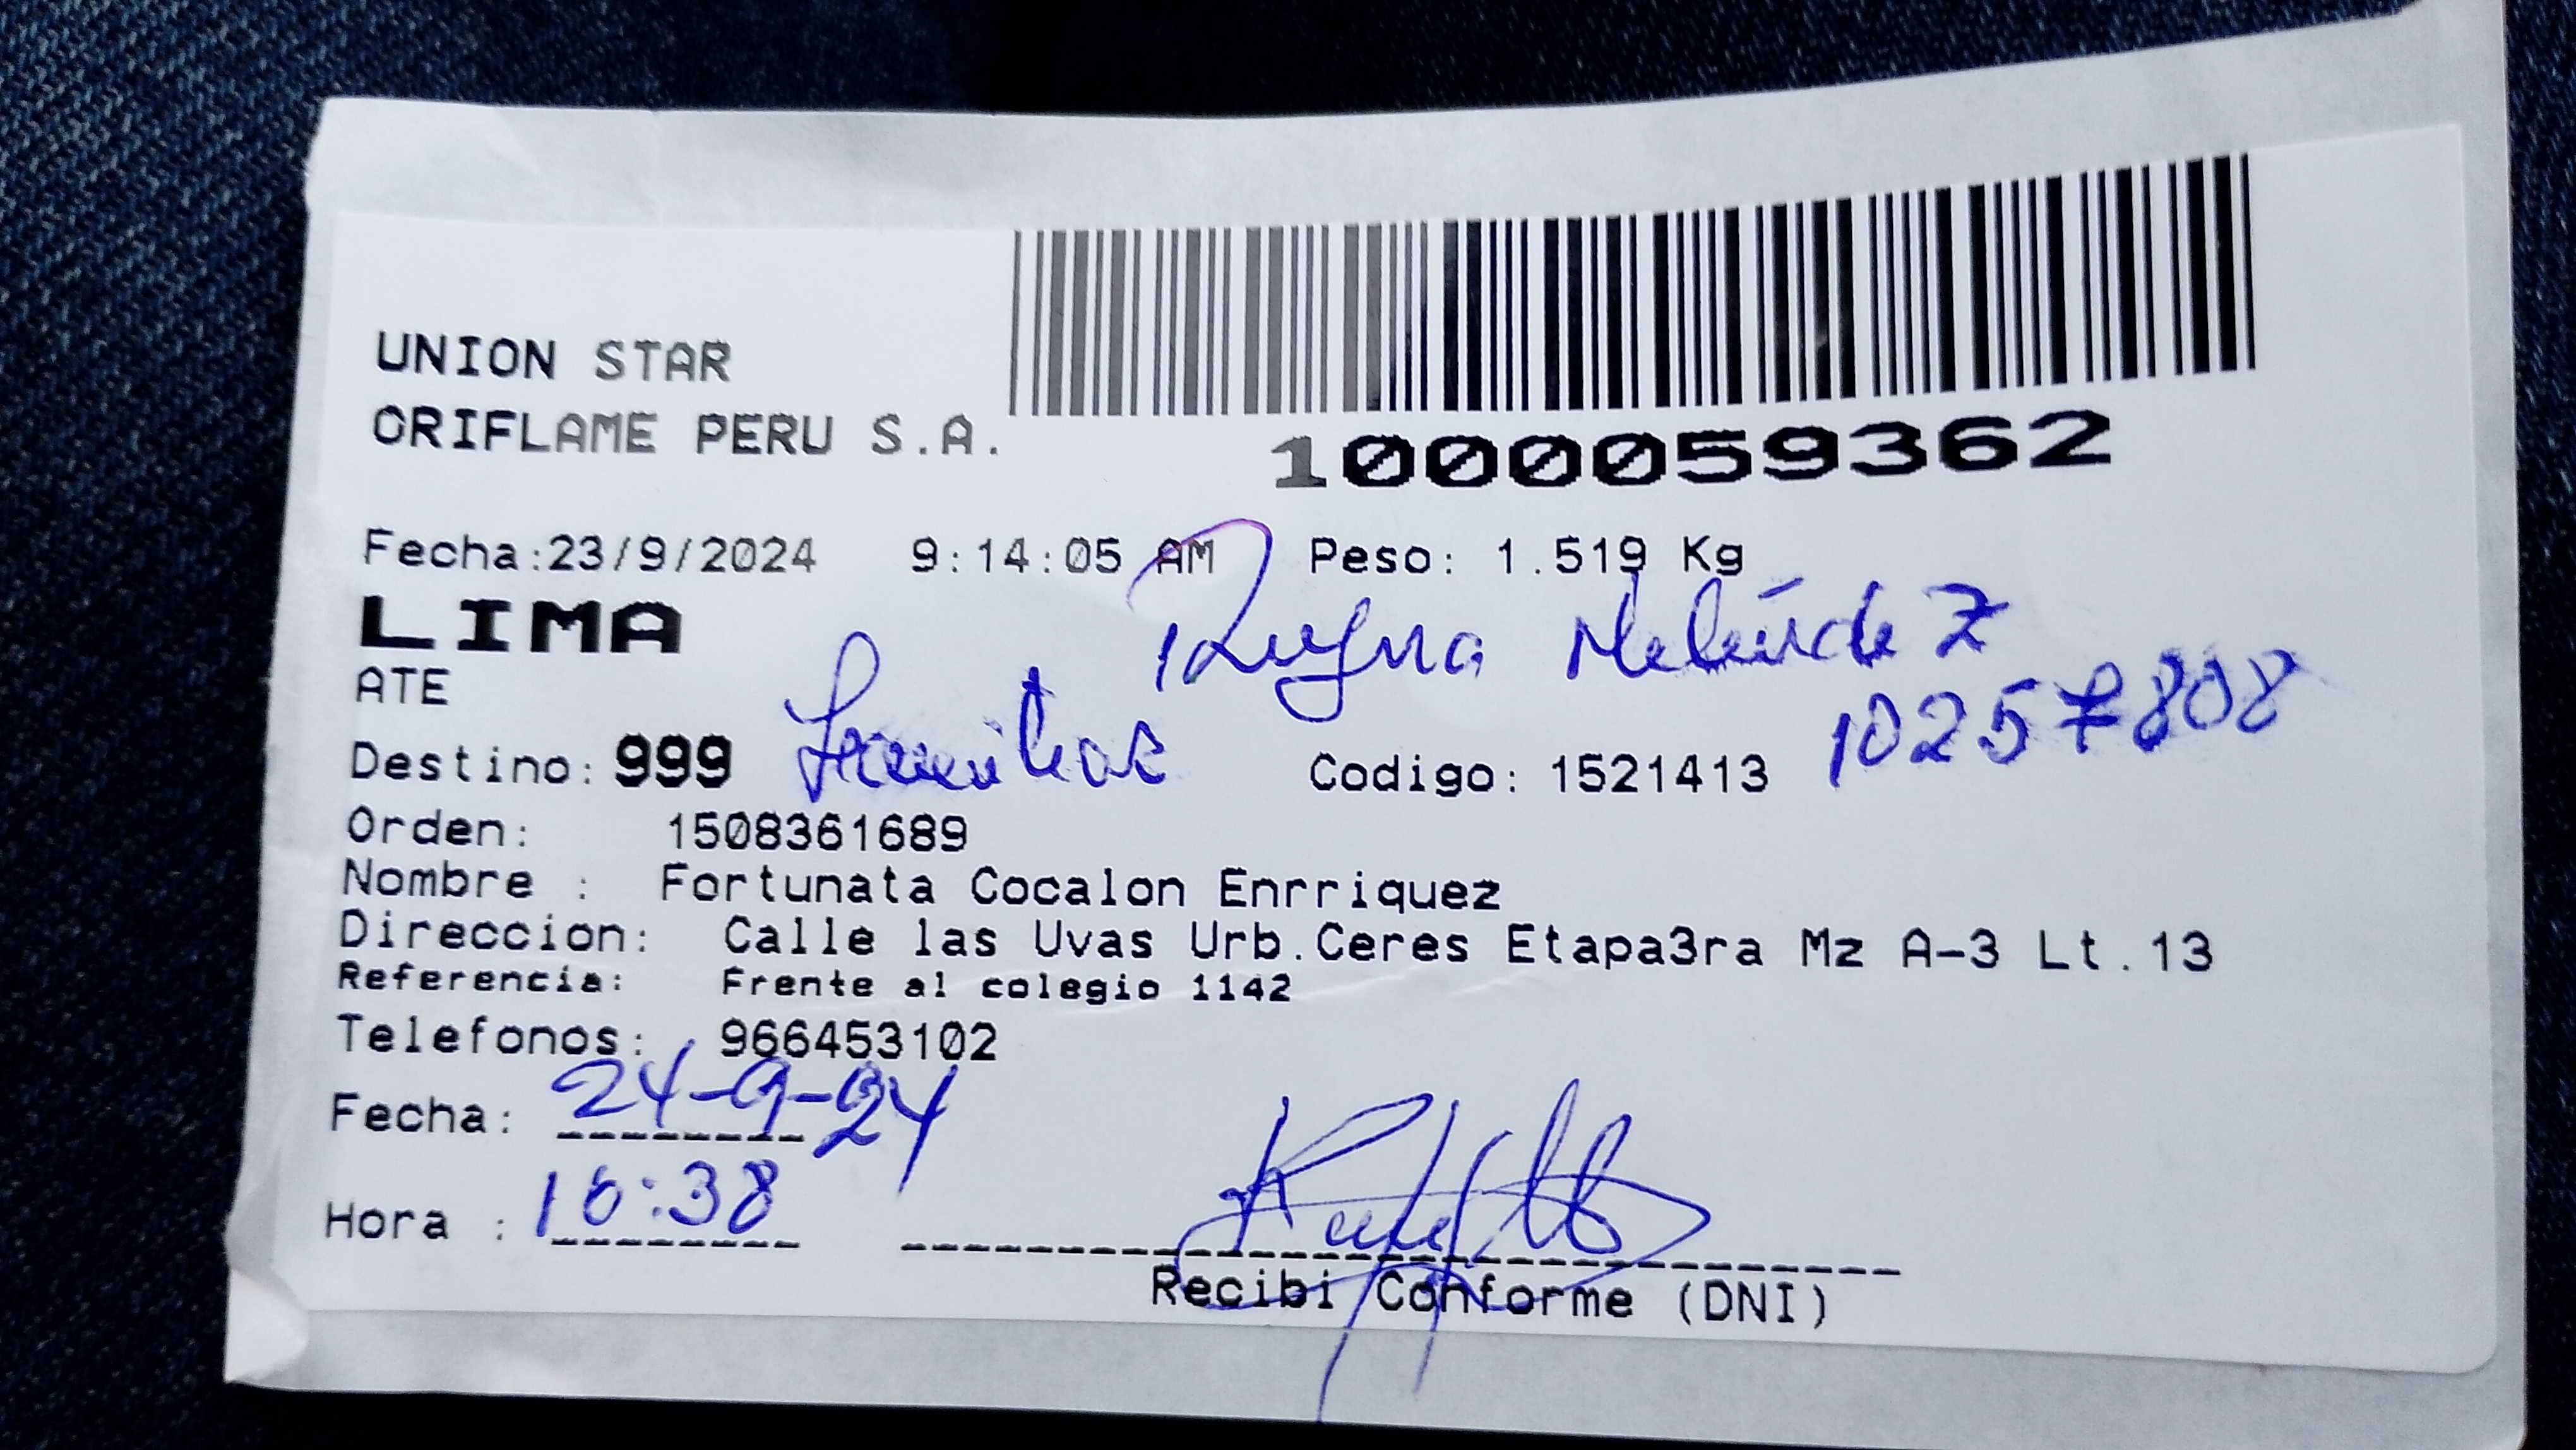 UNION STAR
ORIFLAME PERU S.A.
1000059362
Fecha:23/9/2024 9:14:05 AM Peso: 1.519 Kg
LIMA
ATE
10257808
Destino: 999 Codigo: 1521413
Orden: 1508361689
Nombre : Fortunata Cocalon Enrriquez
Direccion: Calle las Uvas Urb.Ceres Etapa3ra Mz A-3 Lt.13
Referencia: Frente al colegio 1142
Telefonos: 966453102
Fecha: 24-9-24
Hora : 16:38
Recibi Conforme (DNI)